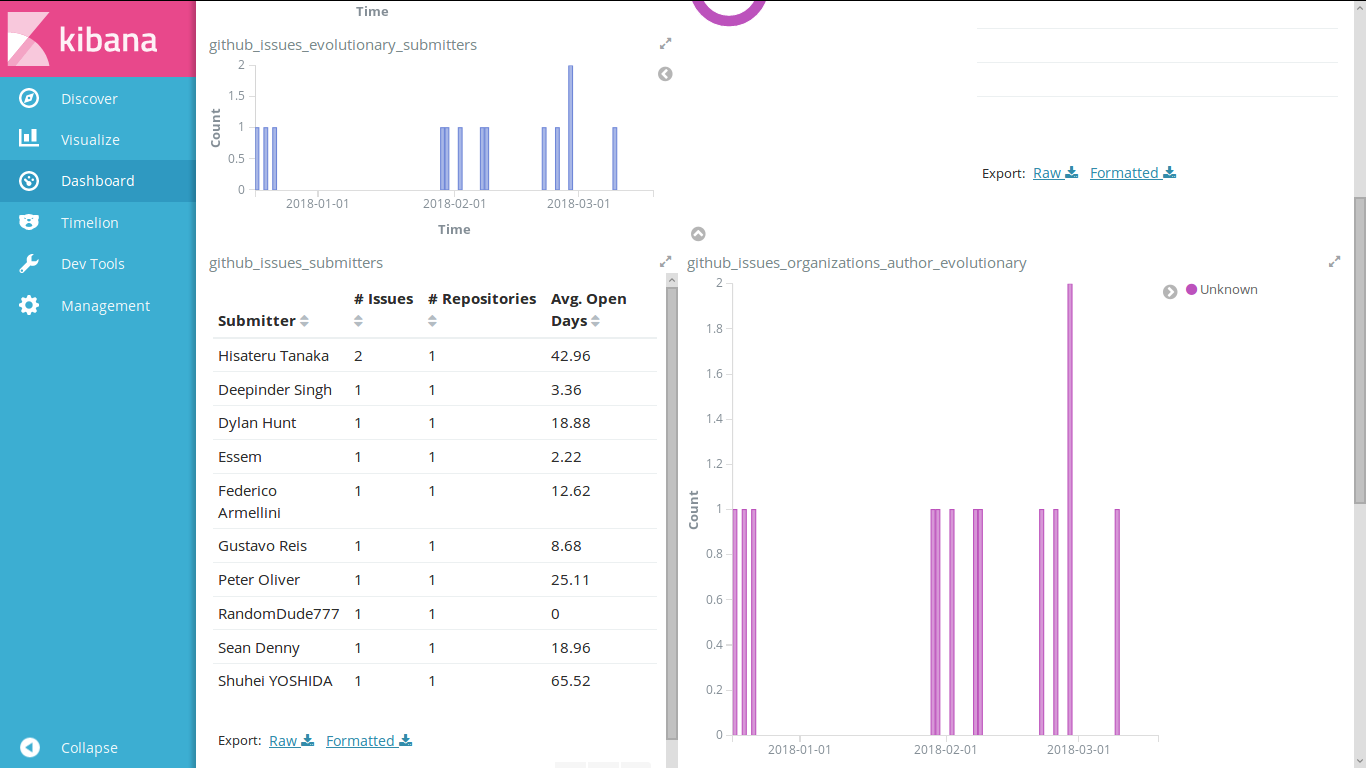 kibana
Discover
Visualize
Dashboard
Timelion
Dev Tools
Management
Collapse
Time
github_issues_evolutionary_submitters
2
1.5
1
0.5
0
Count
2018-01-01 2018-02-01 2018-03-01
Time
Export: Raw Formatted
github_issues_submitters
Submitter # Issues # Repositories Avg. Open Days
Hisateru Tanaka 2 1 42.96
Deepinder Singh 1 1 3.36
Dylan Hunt 1 1 18.88
Essem 1 1 2.22
Federico Armellini 1 1 12.62
Gustavo Reis 1 1 8.68
Peter Oliver 1 1 25.11
RandomDude777 1 1 0
Sean Denny 1 1 18.96
Shuhei YOSHIDA 1 1 65.52
Export: Raw Formatted
github_issues_organizations_author_evolutionary
Unknown
2
1.8
1.6
1.4
1.2
1
0.8
0.6
0.4
0.2
0
Count
2018-01-01 2018-02-01 2018-03-01